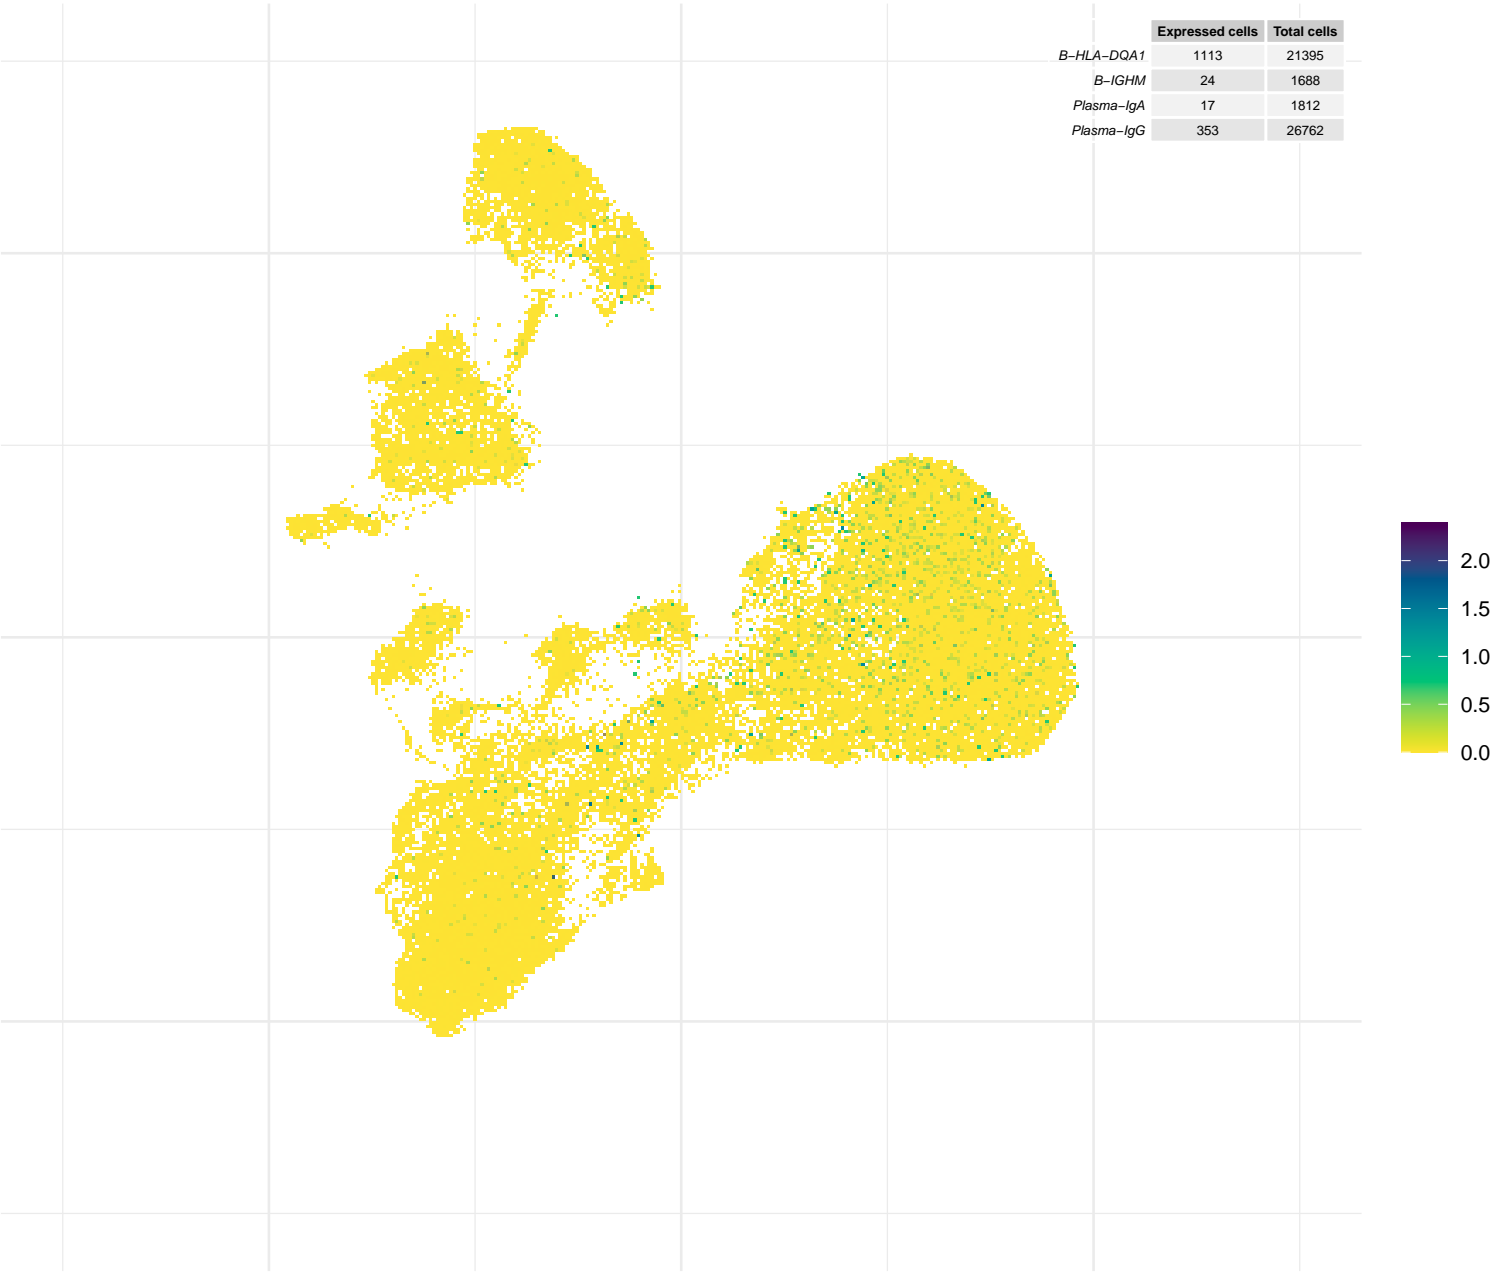 Expressed cells Total cells
B−HLA−DQA1 1113 21395
B−IGHM 24 1688
Plasma−IgA 17 1812
Plasma−IgG 353 26762
2.0
1.5
1.0
0.5
0.0